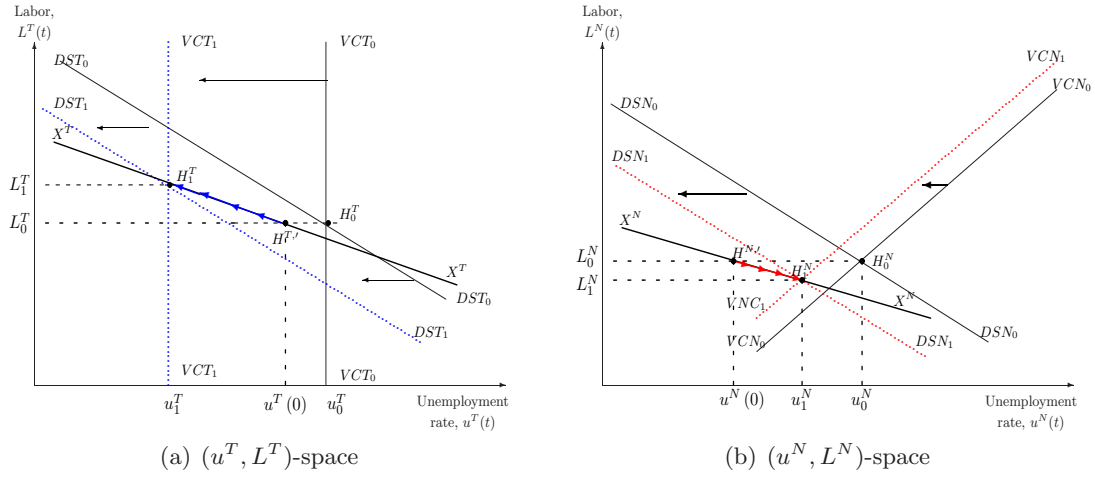 Labor,
L^T(t)
VCT_1
VCT_0
DST_0
DST_1
X^T
H_1^T
L_1^T
L_0^T
H_0^T
H^{T,′}
X^T
DST_0
DST_1
VCT_1
VCT_0
u_1^T
u^T(0)
u_0^T
Unemployment
rate, u^T(t)
(a) (u^T, L^T)-space
Labor,
L^N(t)
VCN_1
VCN_0
DSN_0
DSN_1
X^N
H^{N,′}
L_0^N
H_0^N
H_1^N
L_1^N
VNC_1
X^N
VCN_0
DSN_1
DSN_0
u^N(0)
u_1^N
u_0^N
Unemployment
rate, u^N(t)
(b) (u^N, L^N)-space